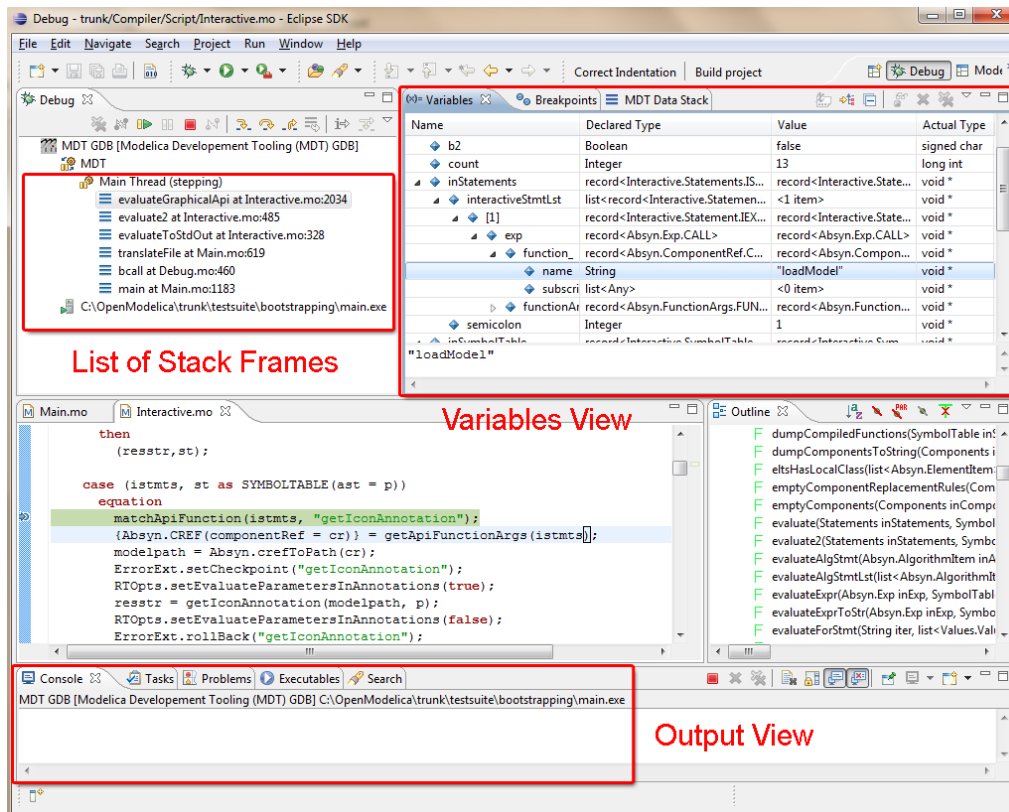 Debug - trunk/Compiler/Script/Interactive.mo - Eclipse SDK
File Edit Navigate Search Project Run Window Help
Correct Indentation Build project Debug
Debug
MDT GDB [Modelica Developement Tooling (MDT) GDB]
MDT
Main Thread (stepping)
evaluateGraphicalApi at Interactive.mo:2034
evaluate2 at Interactive.mo:485
evaluateToStdOut at Interactive.mo:328
translateFile at Main.mo:619
bcall at Debug.mo:460
main at Main.mo:1183
C:\OpenModelica\trunk\testsuite\bootstrapping\main.exe
List of Stack Frames
(x)= Variables Breakpoints MDT Data Stack
Name Declared Type Value Actual Type
b2 Boolean false signed char
count Integer 13 long int
inStatements record<Interactive.Statements.IS... record<Interactive.State... void *
interactiveStmtLst list<record<Interactive.Statemen... <1 item> void *
[1] record<Interactive.Statement.IEX... record<Interactive.State... void *
exp record<Absyn.Exp.CALL> record<Absyn.Exp.CALL> void *
function_ record<Absyn.ComponentRef.C... record<Absyn.Compon... void *
name String "loadModel" void *
subscri list<Any> <0 item> void *
functionAr record<Absyn.FunctionArgs.FUN... record<Absyn.Function... void *
semicolon Integer 1 void *
inSymbolTable record<Interactive.SymbolTable... record<Interactive.Sym... void *
"loadModel"
Variables View
Main.mo Interactive.mo
then
(resstr,st);
case (istmts, st as SYMBOLTABLE(ast = p))
equation
matchApiFunction(istmts, "getIconAnnotation");
{Absyn.CREF(componentRef = cr)} = getApiFunctionArgs(istmts);
modelpath = Absyn.crefToPath(cr);
ErrorExt.setCheckpoint("getIconAnnotation");
RTOpts.setEvaluateParametersInAnnotations(true);
resstr = getIconAnnotation(modelpath, p);
RTOpts.setEvaluateParametersInAnnotations(false);
ErrorExt.rollBack("getIconAnnotation");
Outline
dumpCompiledFunctions(SymbolTable inS
dumpComponentsToString(Components i
eltsHasLocalClass(list<Absyn.ElementItem
emptyComponentReplacementRules(Com
emptyComponents(Components inCompo
evaluate(Statements inStatements, Symbol
evaluate2(Statements inStatements, Symbo
evaluateAlgStmt(Absyn.AlgorithmItem inA
evaluateAlgStmtLst(list<Absyn.AlgorithmIt
evaluateExpr(Absyn.Exp inExp, SymbolTabl
evaluateExprToStr(Absyn.Exp inExp, Symbo
evaluateForStmt(String iter, list<Values.Val
Console Tasks Problems Executables Search
MDT GDB [Modelica Developement Tooling (MDT) GDB] C:\OpenModelica\trunk\testsuite\bootstrapping\main.exe
Output View